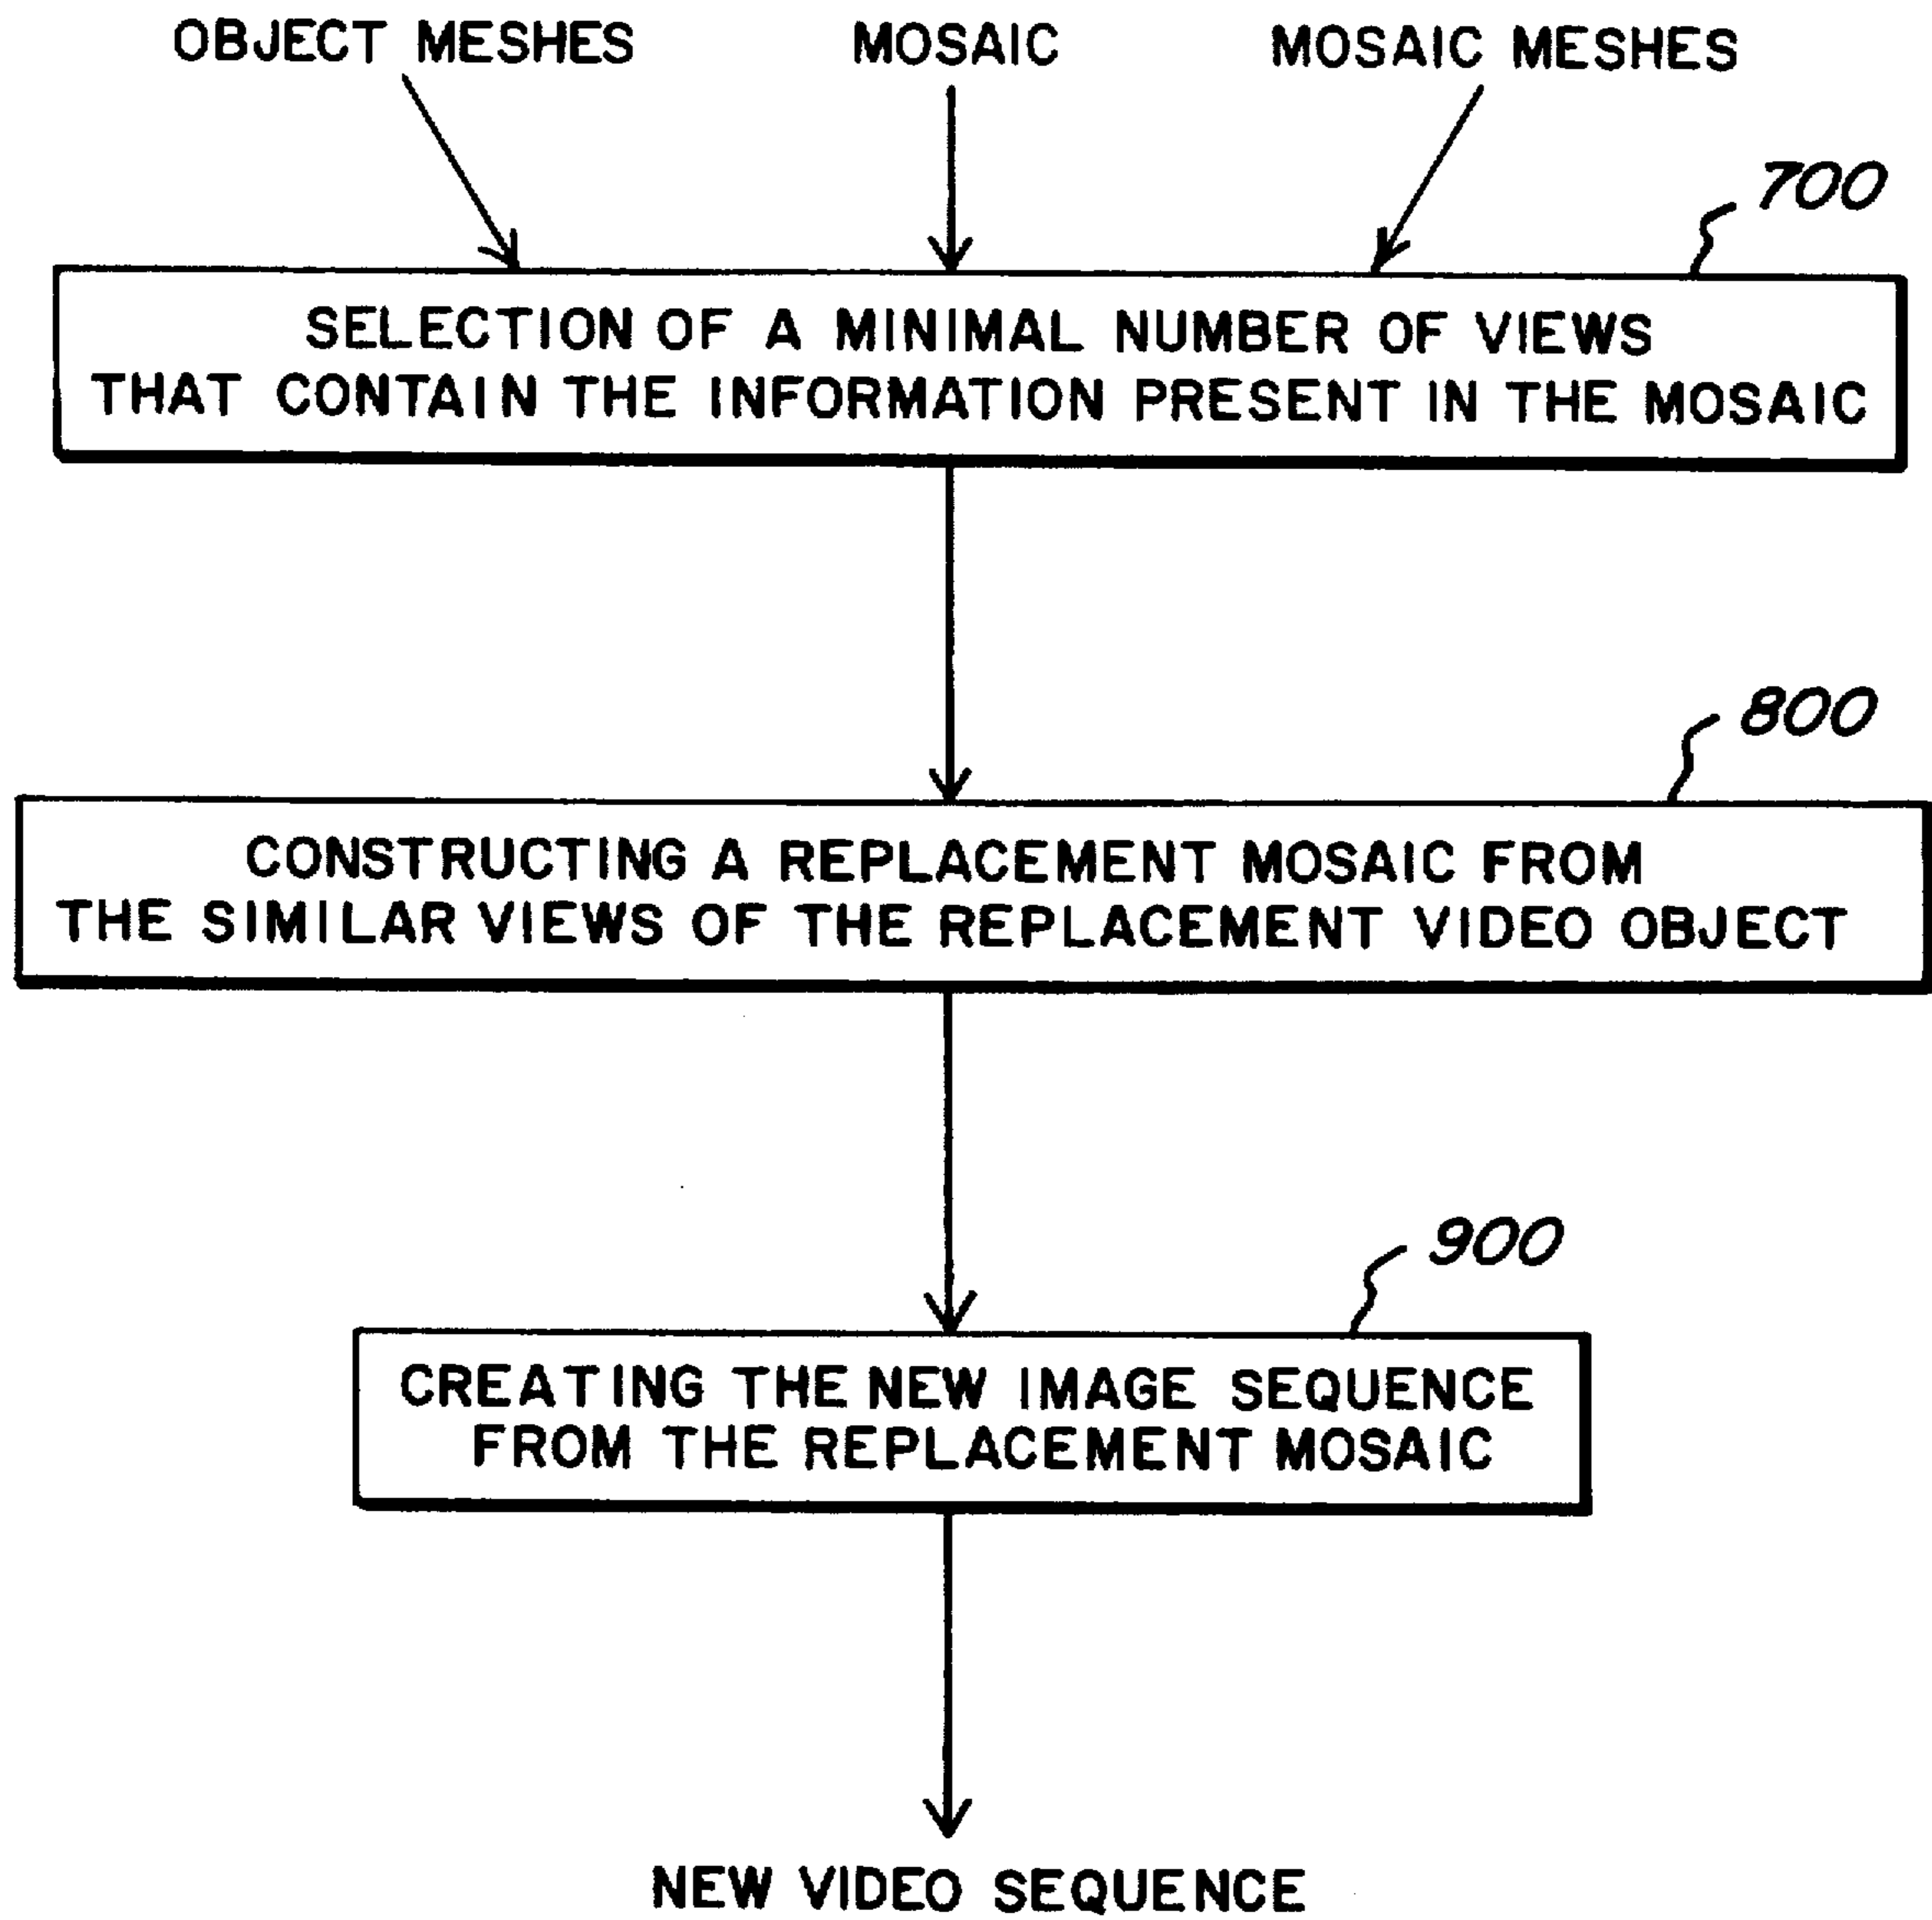 OBJECT MESHES MOSAIC MOSAIC MESHES
700
SELECTION OF A MINIMAL NUMBER OF VIEWS
THAT CONTAIN THE INFORMATION PRESENT IN THE MOSAIC
800
CONSTRUCTING A REPLACEMENT MOSAIC FROM
THE SIMILAR VIEWS OF THE REPLACEMENT VIDEO OBJECT
900
CREATING THE NEW IMAGE SEQUENCE
FROM THE REPLACEMENT MOSAIC
NEW VIDEO SEQUENCE